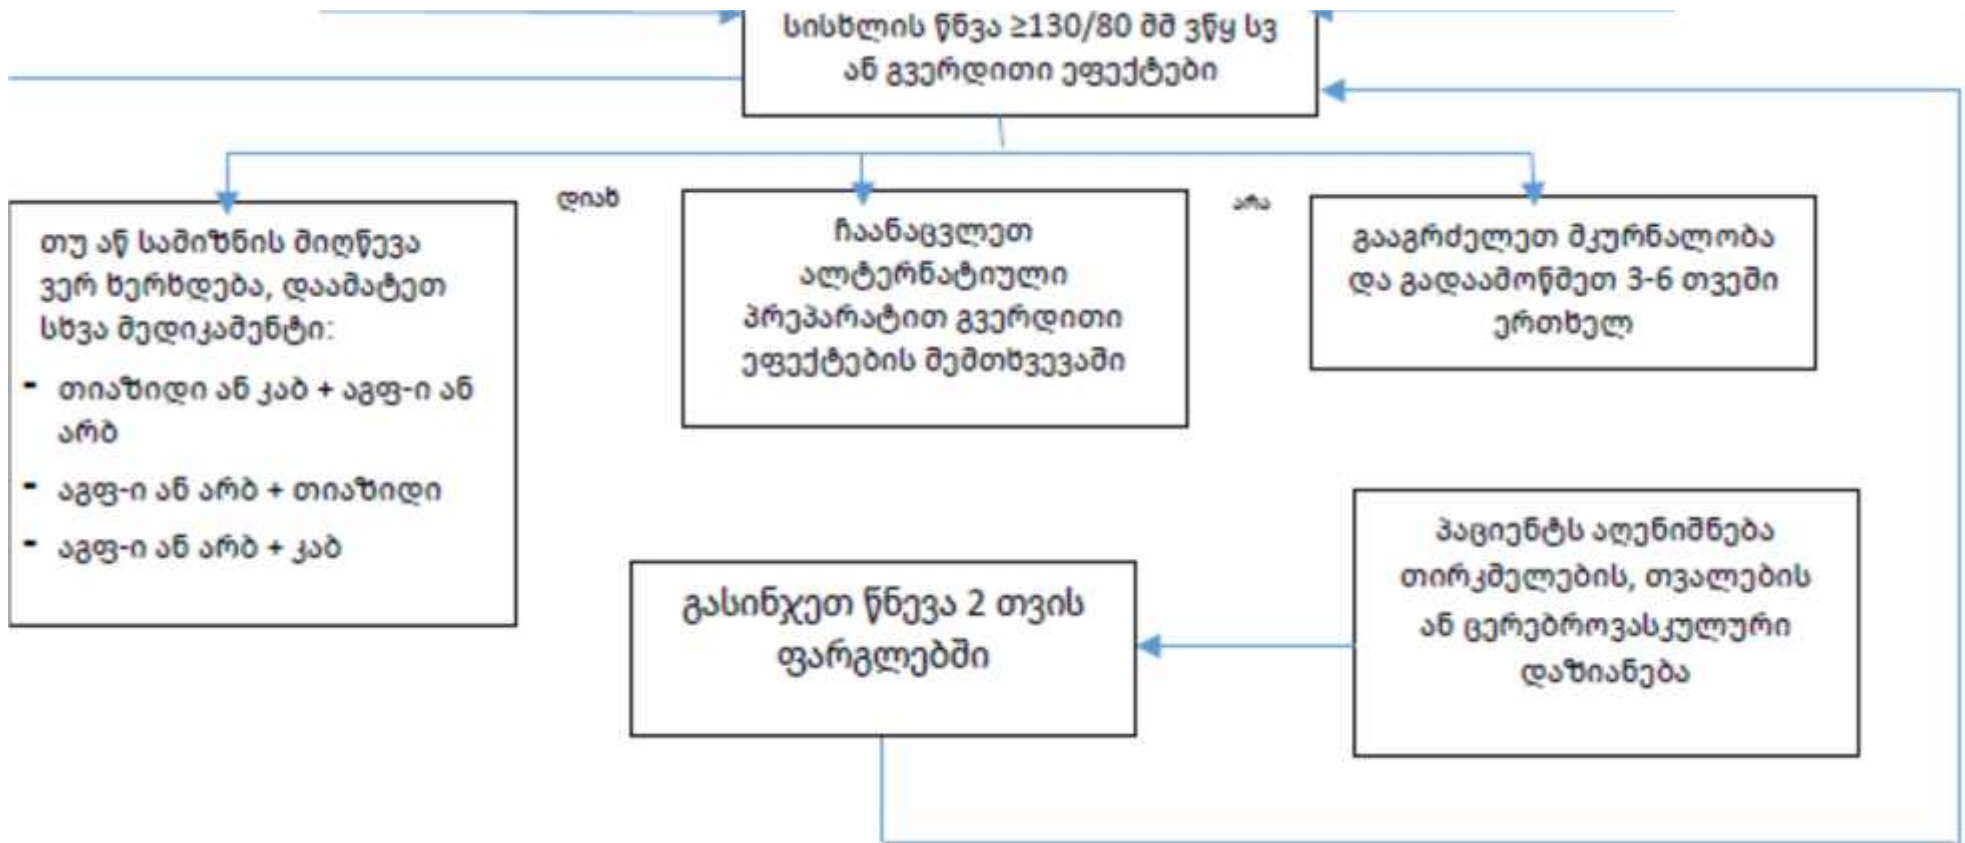 სისხლის წნვა ≥130/80 მმ ვწყ სვ
ან გვერდითი ეფექტები
დიახ
არა
თუ აწ სამიზნის მიღწევა
ვერ ხერხდება, დაამატეთ
სხვა მედიკამენტი:
- თიაზიდი ან კაბ + აგფ-ი ან
არბ
- აგფ-ი ან არბ + თიაზიდი
- აგფ-ი ან არბ + კაბ
ჩაანაცვლეთ
ალტერნატიული
პრეპარატით გვერდითი
ეფექტების შემთხვევაში
გააგრძელეთ მკურნალობა
და გადაამოწმეთ 3-6 თვეში
ერთხელ
პაციენტს აღენიშნება
თირკმელების, თვალების
ან ცერებროვასკულური
დაზიანება
გასინჯეთ წნევა 2 თვის
ფარგლებში